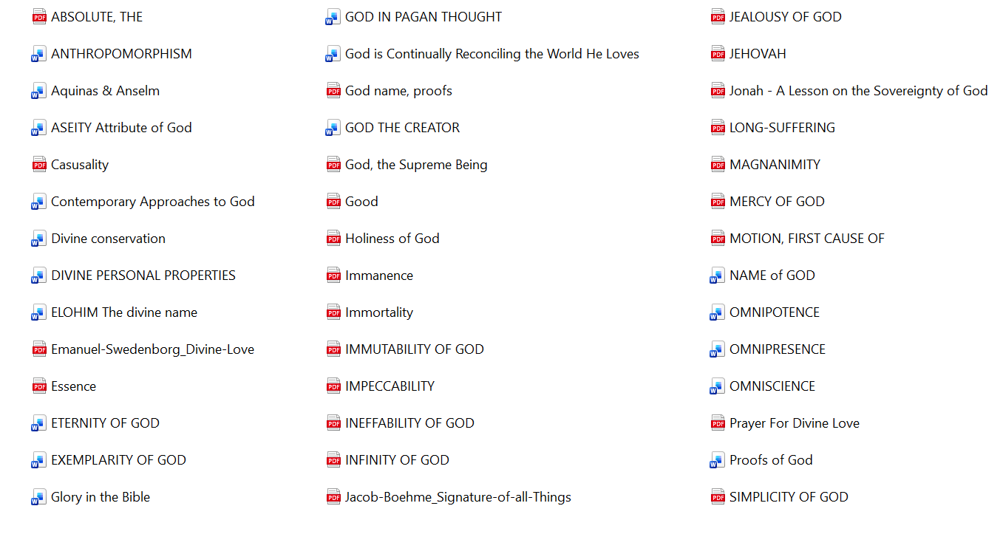 ABSOLUTE, THE
ANTHROPOMORPHISM
Aquinas & Anselm
ASEITY Attribute of God
Casusality
Contemporary Approaches to God
Divine conservation
DIVINE PERSONAL PROPERTIES
ELOHIM The divine name
Emanuel-Swedenborg_Divine-Love
Essence
ETERNITY OF GOD
EXEMPLARITY OF GOD
Glory in the Bible
GOD IN PAGAN THOUGHT
God is Continually Reconciling the World He Loves
God name, proofs
GOD THE CREATOR
God, the Supreme Being
Good
Holiness of God
Immanence
Immortality
IMMUTABILITY OF GOD
IMPECCABILITY
INEFFABILITY OF GOD
INFINITY OF GOD
Jacob-Boehme_Signature-of-all-Things
JEALOUSY OF GOD
JEHOVAH
Jonah - A Lesson on the Sovereignty of God
LONG-SUFFERING
MAGNANIMITY
MERCY OF GOD
MOTION, FIRST CAUSE OF
NAME of GOD
OMNIPOTENCE
OMNIPRESENCE
OMNISCIENCE
Prayer For Divine Love
Proofs of God
SIMPLICITY OF GOD